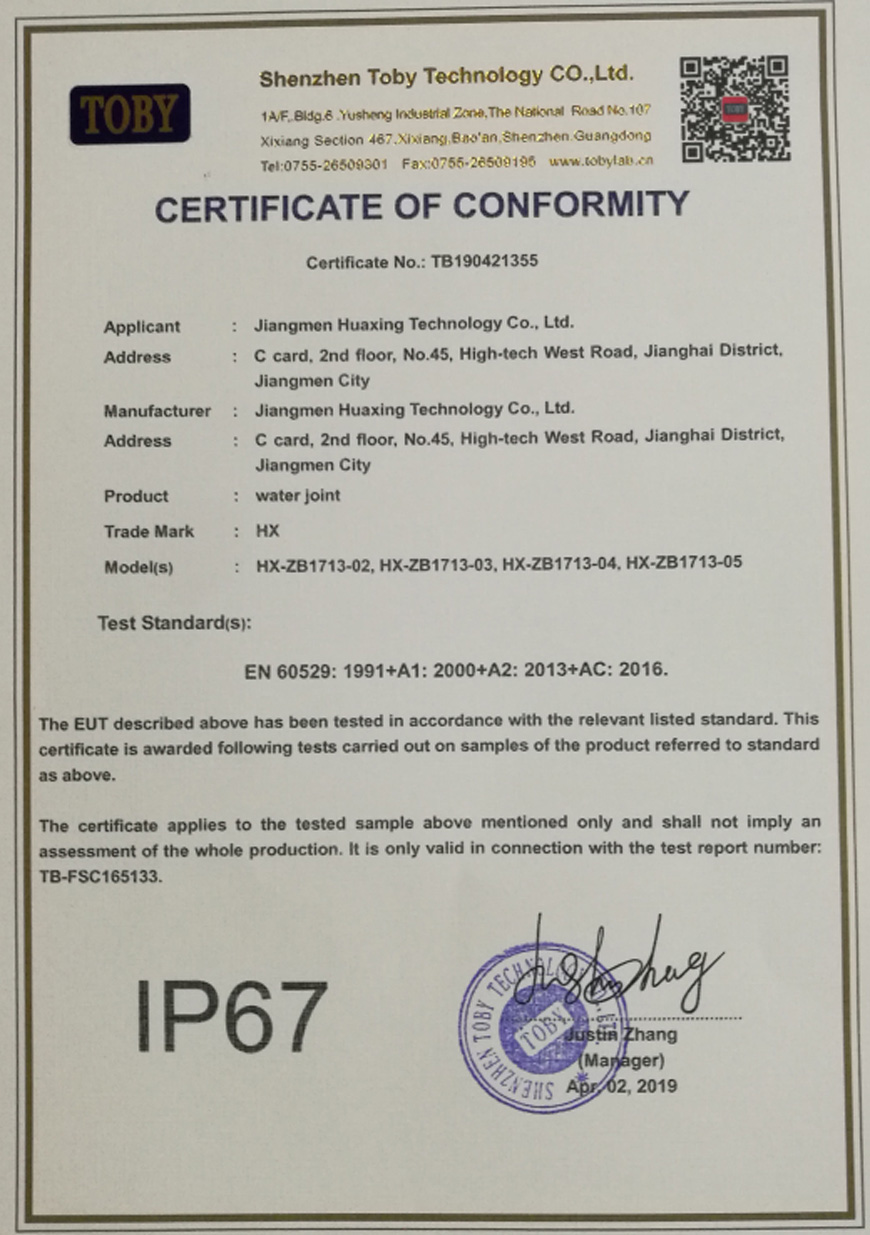 TOBY
Shenzhen Toby Technology CO.,Ltd.
1A/F.,Bldg.6 ,Yusheng Industrial Zone,The National Road No.107
Xixiang Section 467,Xixiang,Bao'an,Shenzhen,Guangdong
Tel:0755-26509301 Fax:0755-26509195 www.tobylab.cn
CERTIFICATE OF CONFORMITY
Certificate No.: TB190421355
Applicant : Jiangmen Huaxing Technology Co., Ltd.
Address : C card, 2nd floor, No.45, High-tech West Road, Jianghai District,
Jiangmen City
Manufacturer : Jiangmen Huaxing Technology Co., Ltd.
Address : C card, 2nd floor, No.45, High-tech West Road, Jianghai District,
Jiangmen City
Product : water joint
Trade Mark : HX
Model(s) : HX-ZB1713-02, HX-ZB1713-03, HX-ZB1713-04, HX-ZB1713-05
Test Standard(s):
EN 60529: 1991+A1: 2000+A2: 2013+AC: 2016.
The EUT described above has been tested in accordance with the relevant listed standard. This
certificate is awarded following tests carried out on samples of the product referred to standard
as above.
The certificate applies to the tested sample above mentioned only and shall not imply an
assessment of the whole production. It is only valid in connection with the test report number:
TB-FSC165133.
IP67
SHENZHEN TOBY TECHNOLOGY CO., LTD.
TOBY
Justin Zhang
(Manager)
Apr. 02, 2019